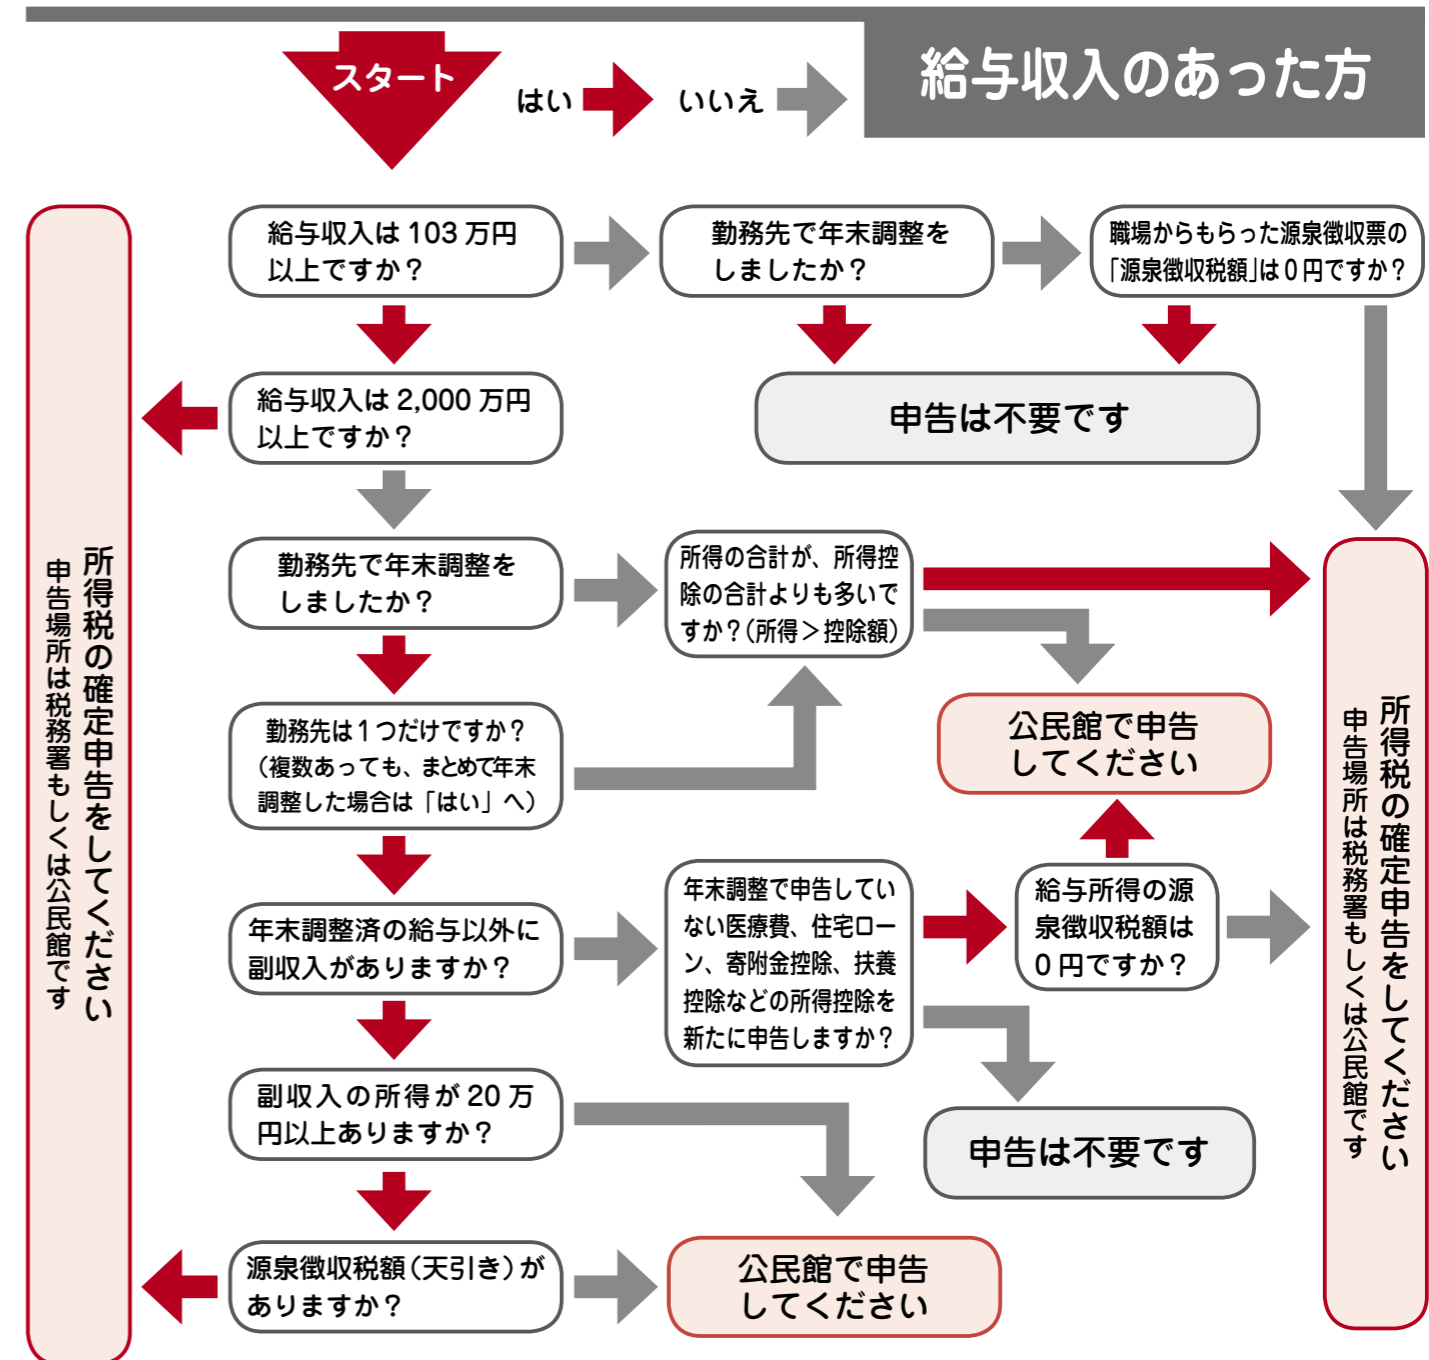 スタート
はい
いいえ
給与収入のあった方
給与収入は 103 万円
以上ですか？
勤務先で年末調整を
しましたか？
職場からもらった源泉徴収票の
「源泉徴収税額」は０円ですか？
給与収入は 2,000 万円
以上ですか？
申告は不要です
勤務先で年末調整を
しましたか？
所得の合計が、所得控
除の合計よりも多いで
すか？（所得＞控除額）
勤務先は１つだけですか？
（複数あっても、まとめて年末
調整した場合は「はい」へ）
公民館で申告
してください
年末調整済の給与以外に
副収入がありますか？
年末調整で申告してい
ない医療費、住宅ロー
ン、寄附金控除、扶養
控除などの所得控除を
新たに申告しますか？
給与所得の源
泉徴収税額は
０円ですか？
副収入の所得が 20 万
円以上ありますか？
申告は不要です
源泉徴収税額（天引き）が
ありますか？
公民館で申告
してください
所得税の確定申告をしてください
申告場所は税務署もしくは公民館です
所得税の確定申告をしてください
申告場所は税務署もしくは公民館です